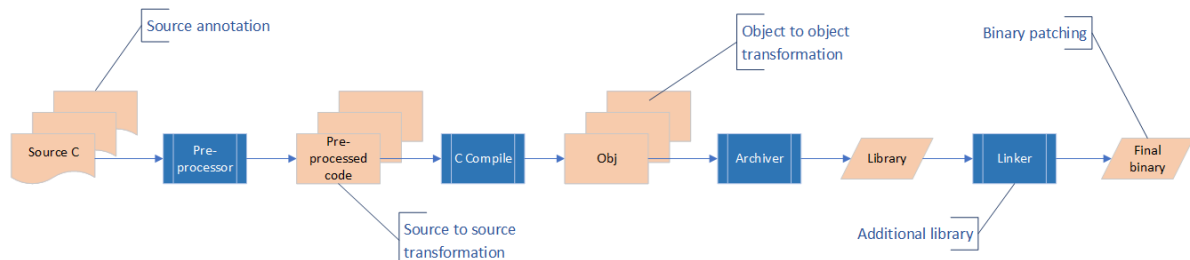 Source annotation
Object to object
transformation
Binary patching
Source C
Pre-
processor
Pre-
processed
code
C Compile
Obj
Archiver
Library
Linker
Final
binary
Source to source
transformation
Additional library